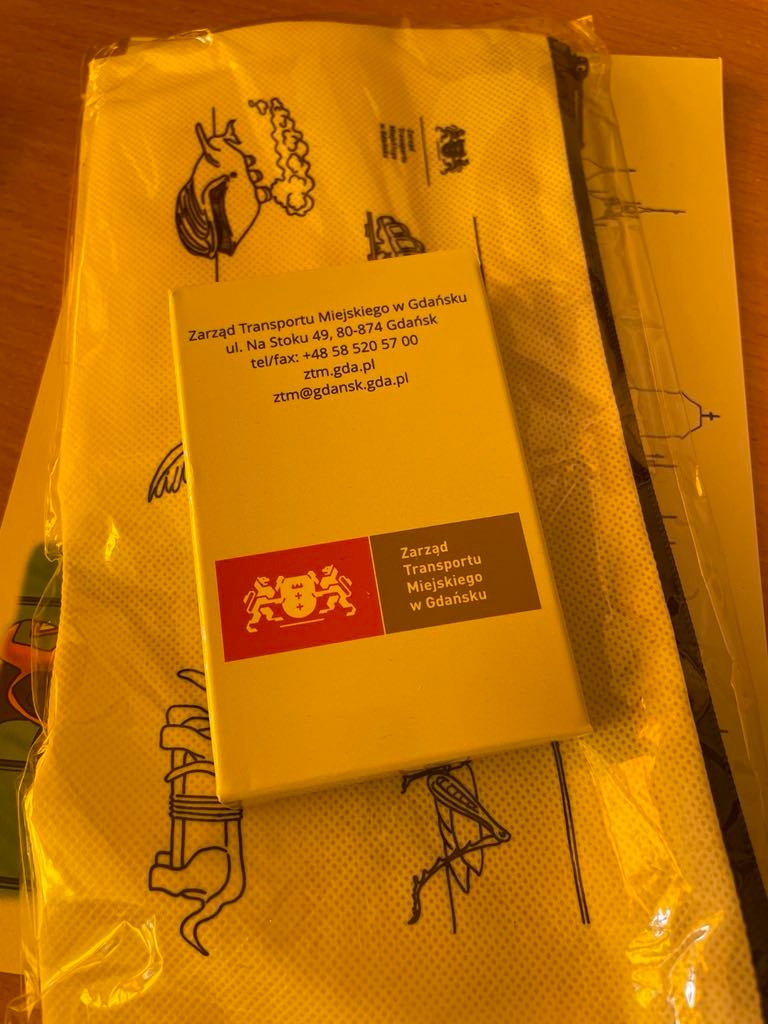 Zarząd Transportu Miejskiego w Gdańsku
ul. Na Stoku 49, 80-874 Gdańsk
tel/fax: +48 58 520 57 00
ztm.gda.pl
ztm@gdansk.gda.pl
Zarząd
Transportu
Miejskiego
w Gdańsku